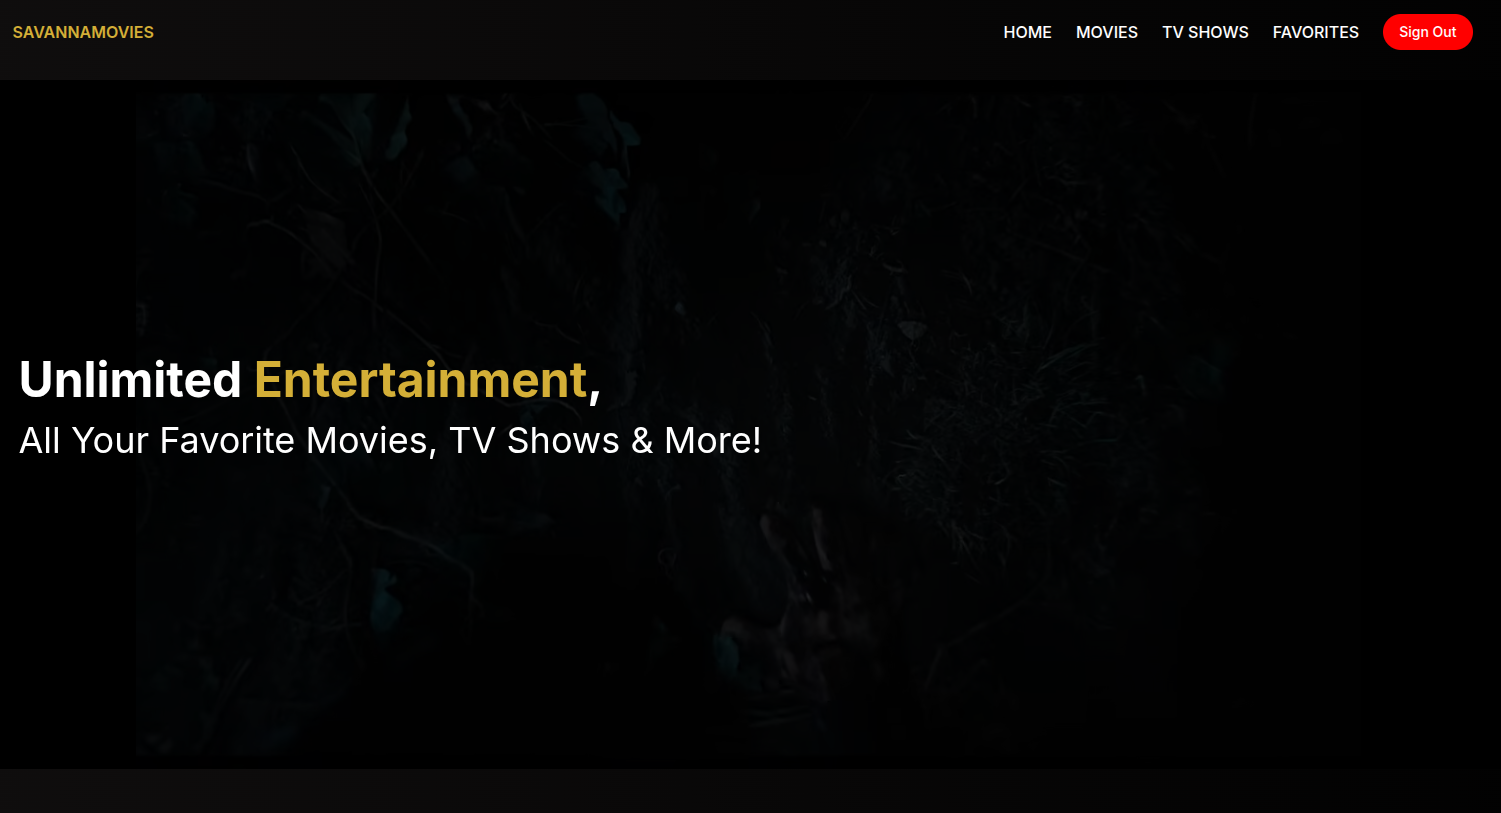 SAVANNAMOVIES
HOME MOVIES TV SHOWS FAVORITES Sign Out
Unlimited Entertainment,
All Your Favorite Movies, TV Shows & More!